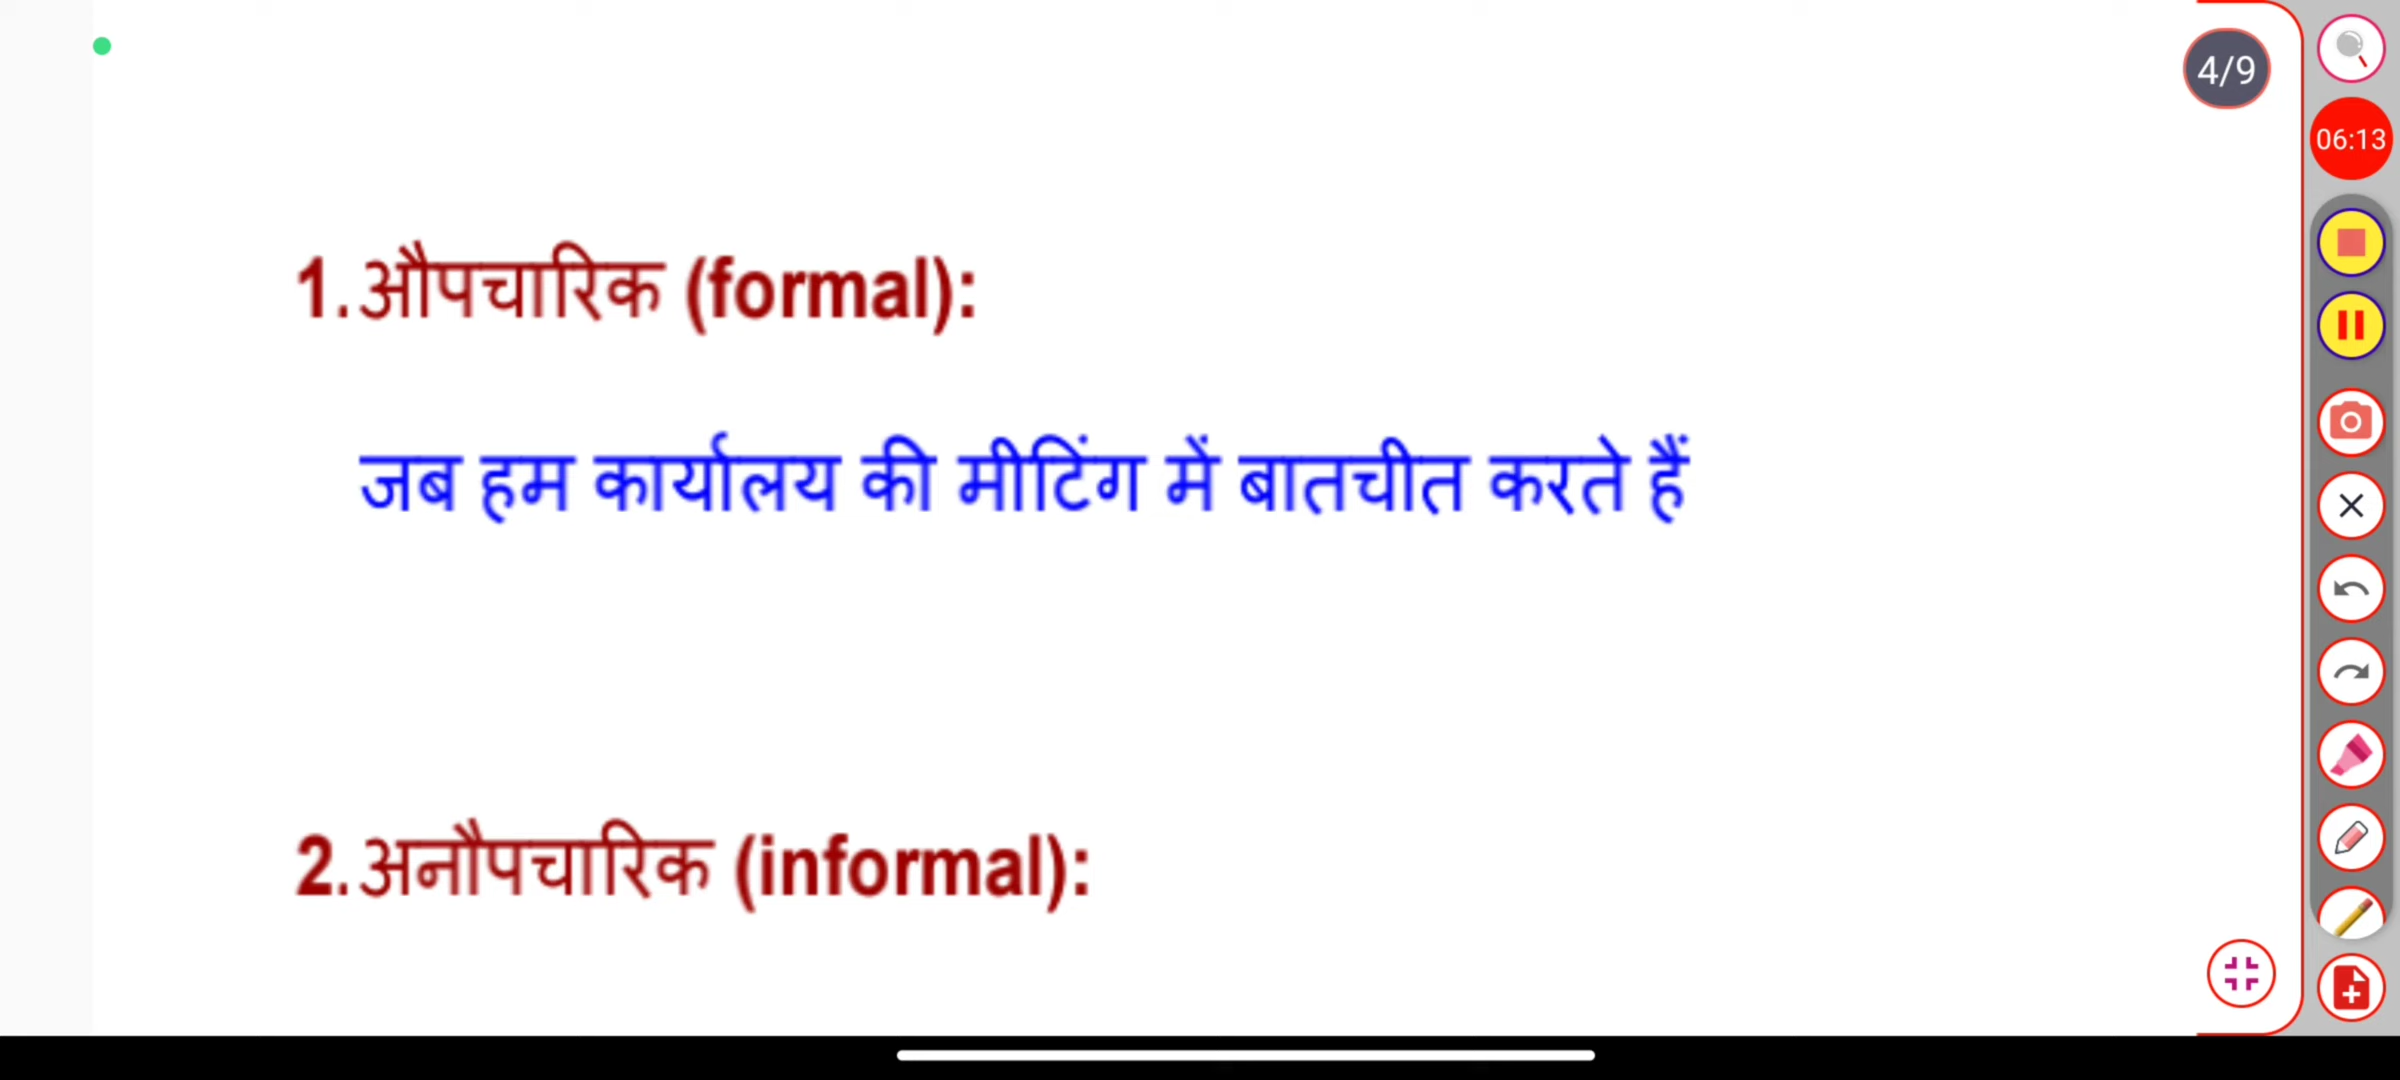 4/9
06:13
1. औपचारिक (formal):
जब हम कार्यालय की मीटिंग में बातचीत करते हैं
2. अनौपचारिक (informal):